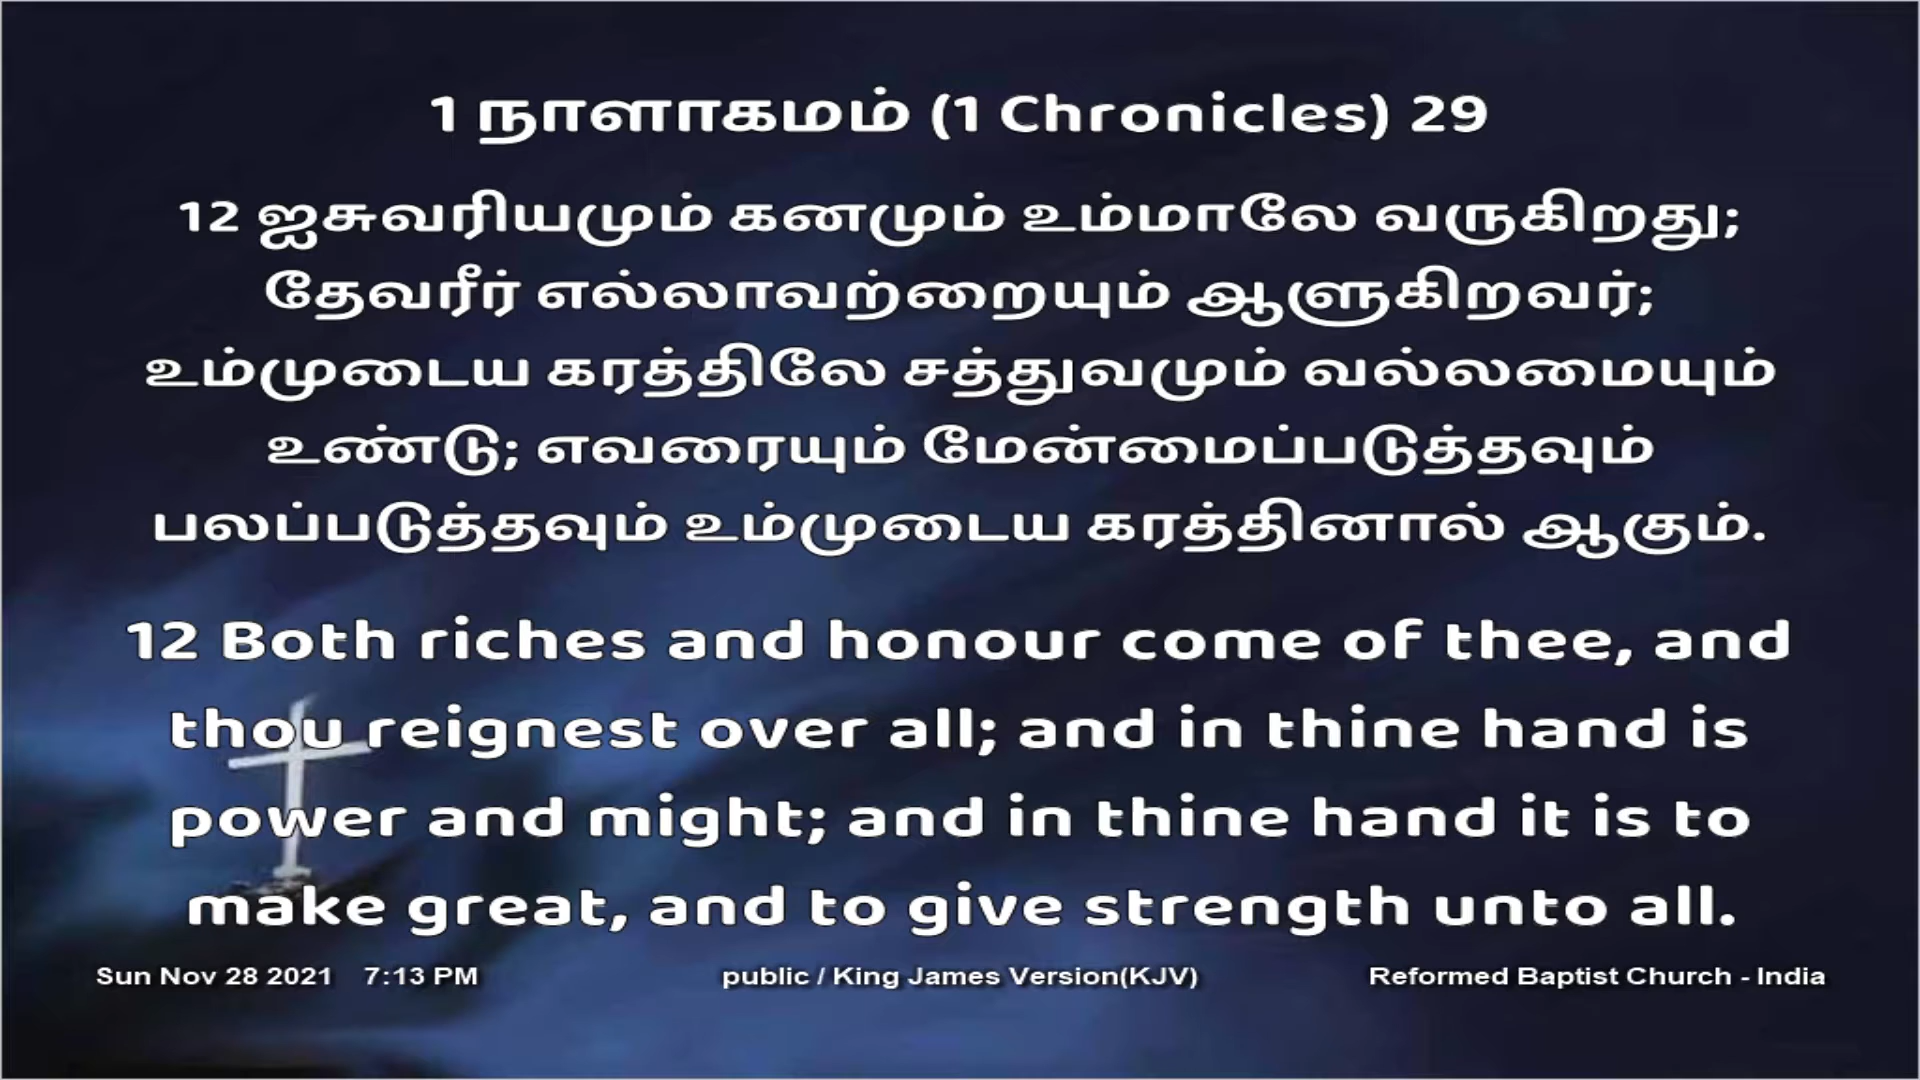 1 நாளாகமம் (1 Chronicles) 29
12 ஐசுவரியமும் கனமும் உம்மாலே வருகிறது;
தேவரீர் எல்லாவற்றையும் ஆளுகிறவர்;
உம்முடைய கரத்திலே சத்துவமும் வல்லமையும்
உண்டு; எவரையும் மேன்மைப்படுத்தவும்
பலப்படுத்தவும் உம்முடைய கரத்தினால் ஆகும்.
12 Both riches and honour come of thee, and
thou reignest over all; and in thine hand is
power and might; and in thine hand it is to
make great, and to give strength unto all.
Sun Nov 28 2021 7:13 PM public / King James Version(KJV) Reformed Baptist Church - India